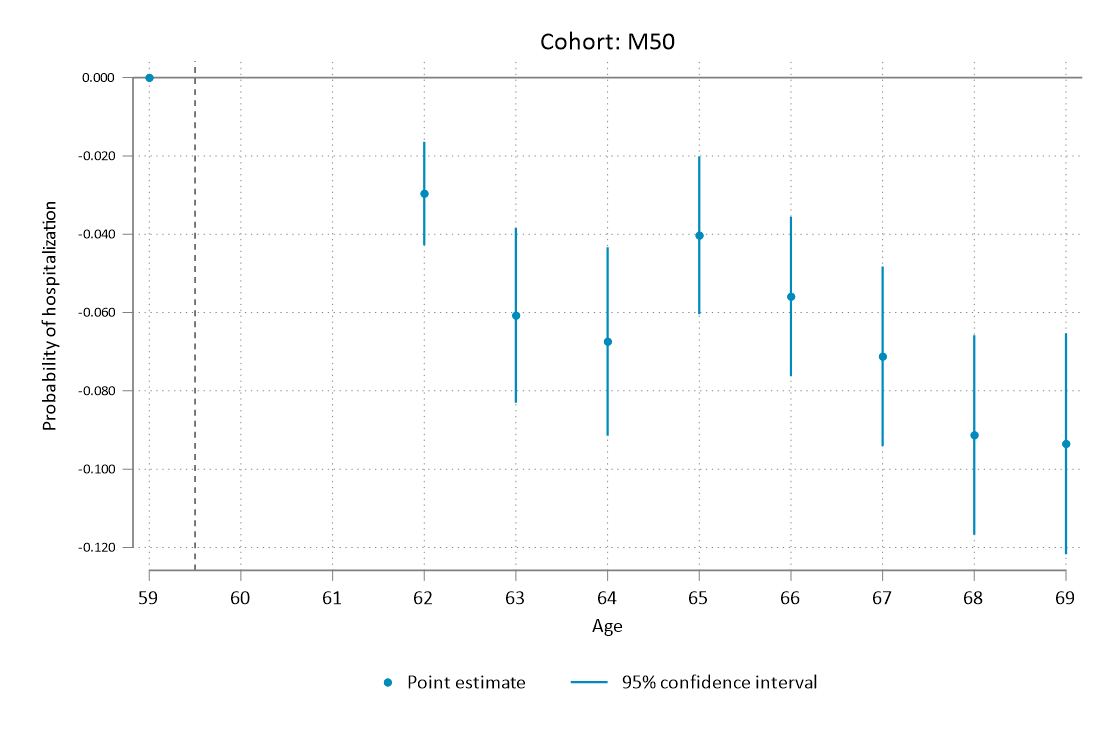 Cohort: M50
Probability of hospitalization
0.000
-0.020
-0.040
-0.060
-0.080
-0.100
-0.120
59 60 61 62 63 64 65 66 67 68 69
Age
Point estimate 95% confidence interval